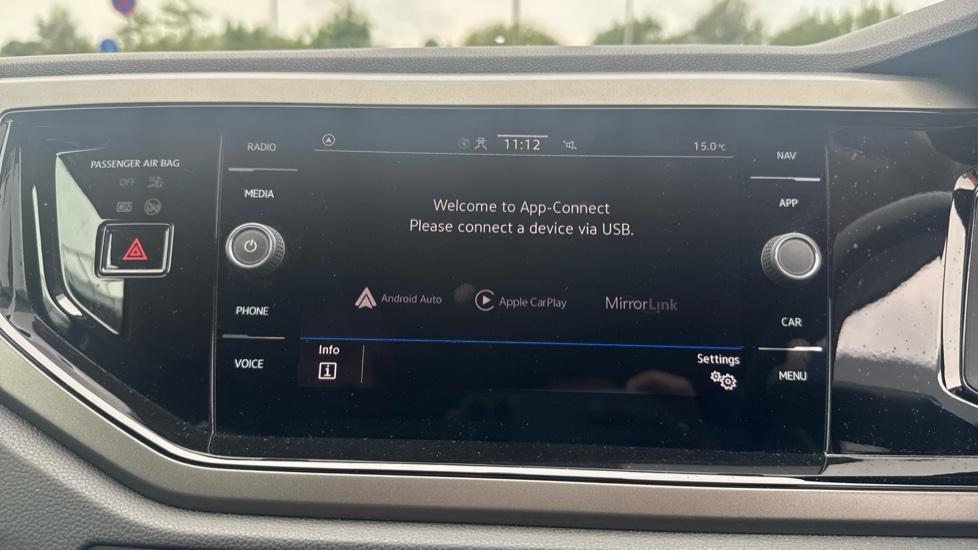 PASSENGER AIR BAG
OFF
ON
RADIO
MEDIA
PHONE
VOICE
11:12
15.0°C
Welcome to App-Connect
Please connect a device via USB.
Android Auto
Apple CarPlay
MirrorLink
Info
i
Settings
NAV
APP
CAR
MENU